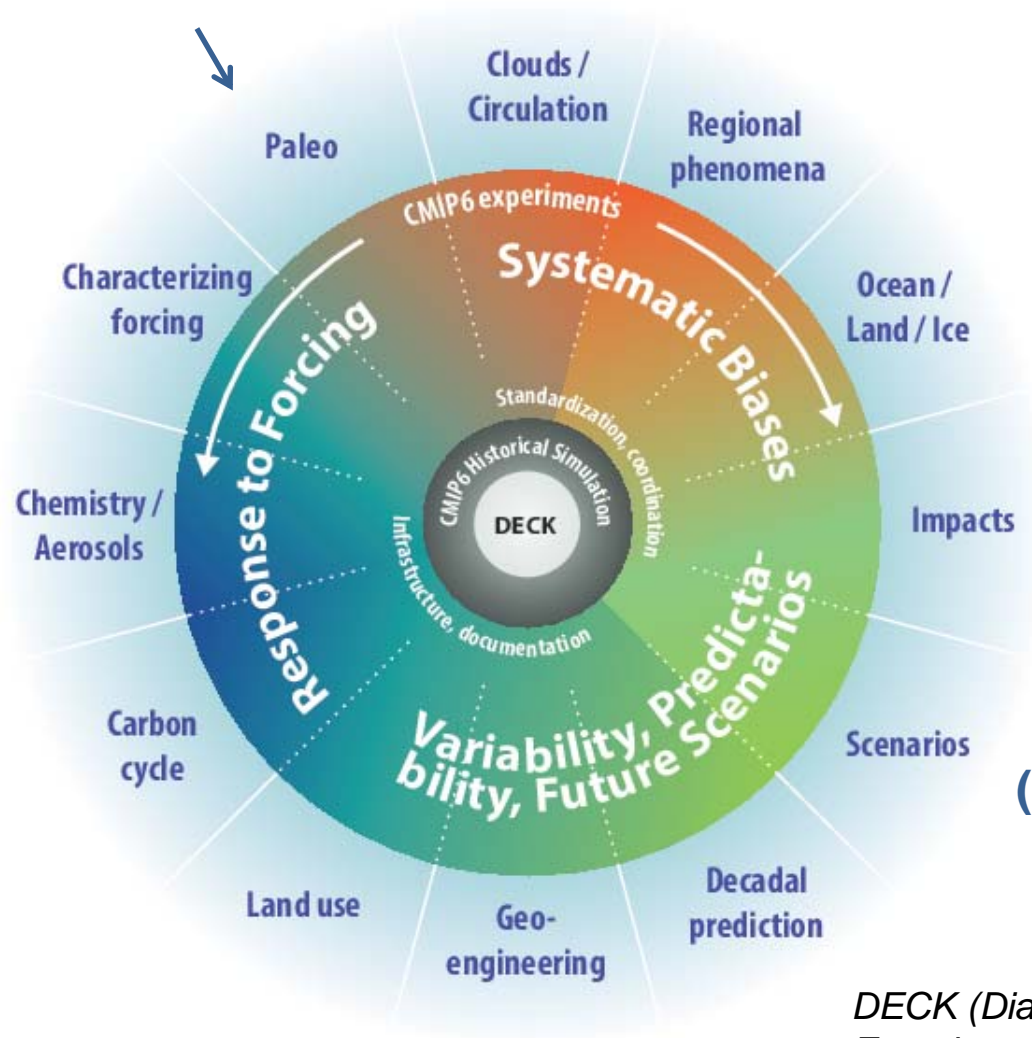 Clouds /
Circulation
Regional
phenomena
Paleo
CMIP6 experiments
Systematic Biases
Characterizing
forcing
Ocean /
Land / Ice
Response to Forcing
Standardization, coordination
CMIP6 Historical Simulation
DECK
Chemistry /
Aerosols
Impacts
Infrastructure, documentation
Variability, Predicta-
bility, Future Scenarios
Carbon
cycle
Scenarios
(
Land use
Geo-
engineering
Decadal
prediction
DECK (Dia